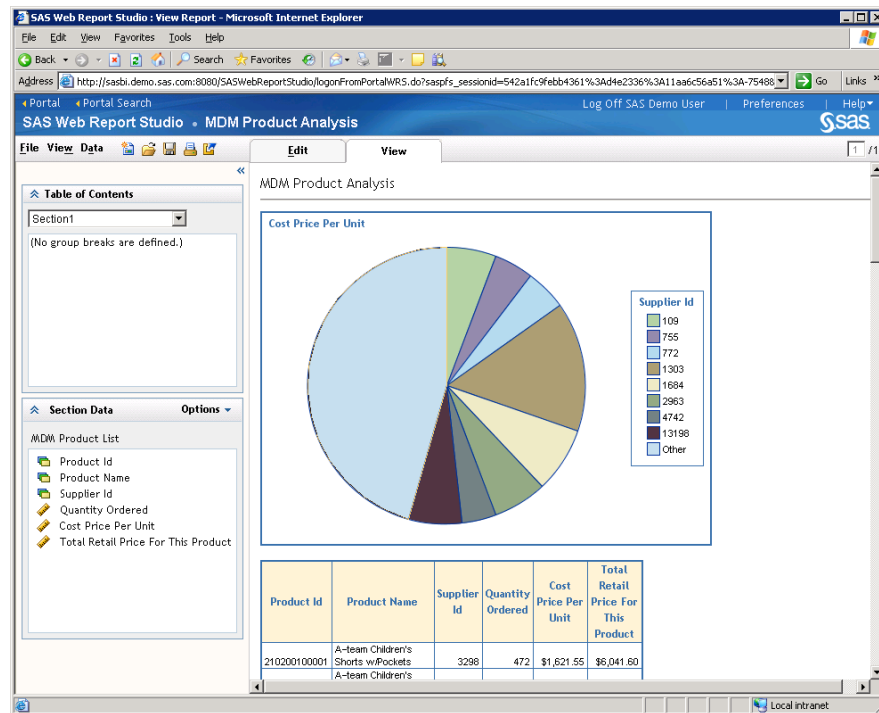 SAS Web Report Studio : View Report - Microsoft Internet Explorer
File Edit View Favorites Tools Help
Back Search Favorites
Address http://sasbi.demo.sas.com:8080/SASWebReportStudio/logonFromPortalWRS.do?saspfs_sessionid=542a1fc9febb4361%3Ad4e2336%3A11aa6c56a51%3A-75488 Go Links »
Portal Portal Search Log Off SAS Demo User | Preferences | Help
SAS Web Report Studio • MDM Product Analysis sas
File View Data Edit View 1 /1
«
MDM Product Analysis
Table of Contents
Section1
(No group breaks are defined.)
Section Data Options
MDM Product List
Product Id
Product Name
Supplier Id
Quantity Ordered
Cost Price Per Unit
Total Retail Price For This Product
Cost Price Per Unit
Supplier Id
109
755
772
1303
1684
2963
4742
13198
Other
Product Id Product Name Supplier Id Quantity Ordered Cost Price Per Unit Total Retail Price For This Product
210200100001 A-team Children's Shorts w/Pockets 3298 472 $1,621.55 $6,041.60
A-team Children's
Local intranet